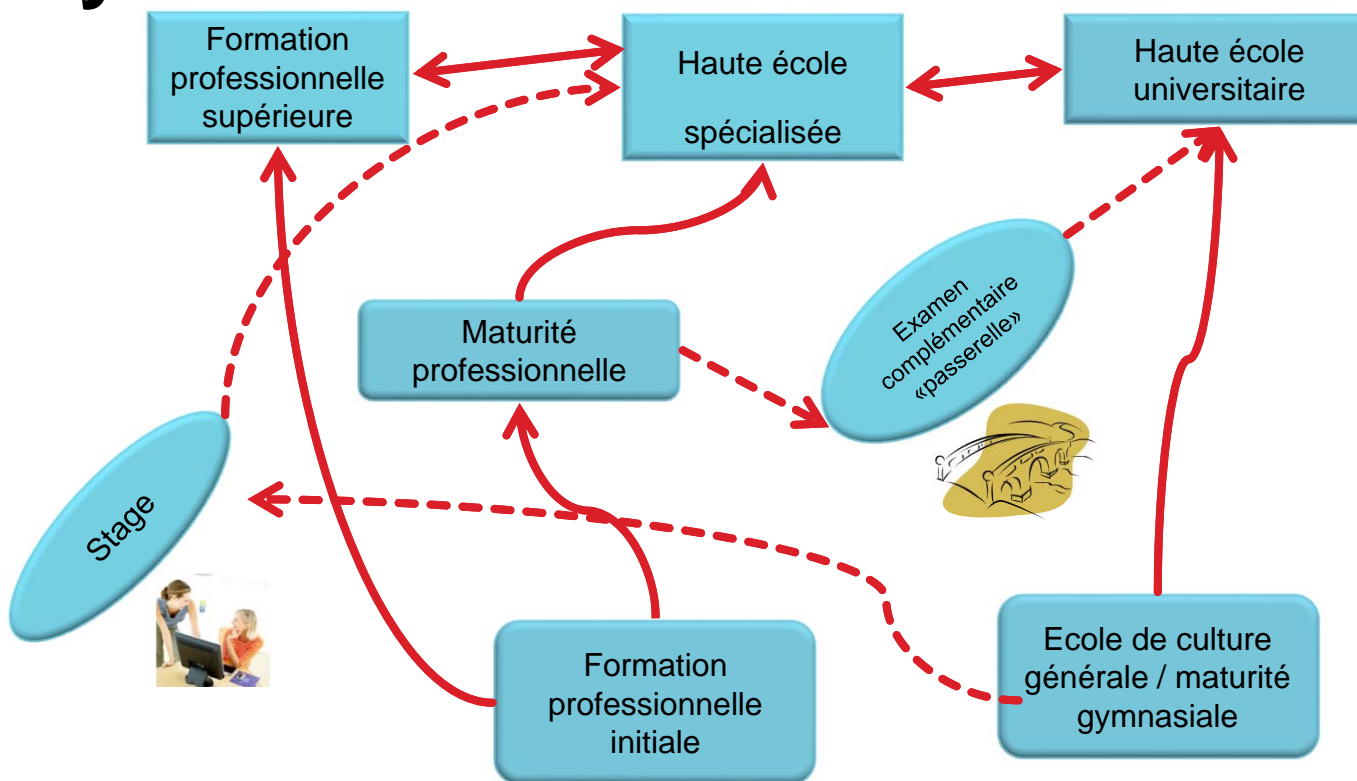 Formation
professionnelle
supérieure
Haute école
spécialisée
Haute école
universitaire
Maturité
professionnelle
Examen
complémentaire
«passerelle»
Stage
Formation
professionnelle
initiale
Ecole de culture
générale / maturité
gymnasiale